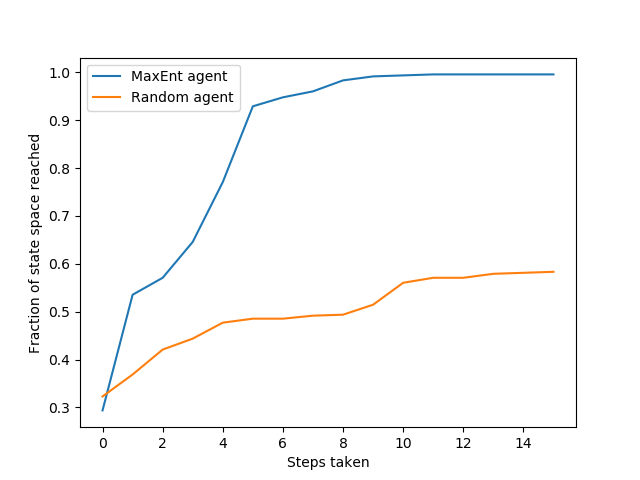 MaxEnt agent
Random agent
1.0
0.9
0.8
0.7
0.6
0.5
0.4
0.3
Fraction of state space reached
0 2 4 6 8 10 12 14
Steps taken